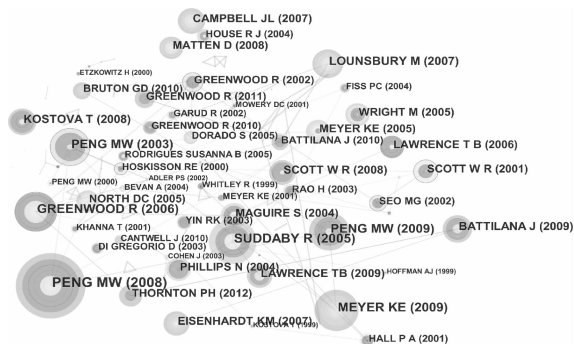 CAMPBELL JL (2007)
HOUSE R J (2004)
MATTEN D (2008)
LOUNSBURY M (2007)
ETZKOWITZ H (2000)
GREENWOOD R (2002)
BRUTON GD (2010)
FISS PC (2004)
GREENWOOD R (2011)
MOWERY DC (2001)
GARUD R (2002)
WRIGHT M (2005)
KOSTOVA T (2008)
GREENWOOD R (2010)
MEYER KE (2005)
DORADO S (2005)
BATTILANA J (2010)
PENG MW (2003)
LAWRENCE T B (2006)
RODRIGUES SUSANNA B (2005)
HOSKISSON RE (2000)
SCOTT W R (2008)
SCOTT W R (2001)
ADLER PS (2002)
PENG MW (2000)
BEVAN A (2004)
WHITLEY R (1999)
RAO H (2003)
NORTH DC (2005)
MEYER KE (2001)
SEO MG (2002)
GREENWOOD R (2006)
MAGUIRE S (2004)
YIN RK (2003)
BATTILANA J (2009)
KHANNA T (2001)
PENG MW (2009)
CANTWELL J (2010)
SUDDABY R (2005)
DI GREGORIO D (2003)
COHEN J (2003)
PHILLIPS N (2004)
LAWRENCE TB (2009)
HOFFMAN AJ (1999)
PENG MW (2008)
THORNTON PH (2012)
MEYER KE (2009)
EISENHARDT KM (2007)
KOSTOVA T (1999)
HALL P A (2001)